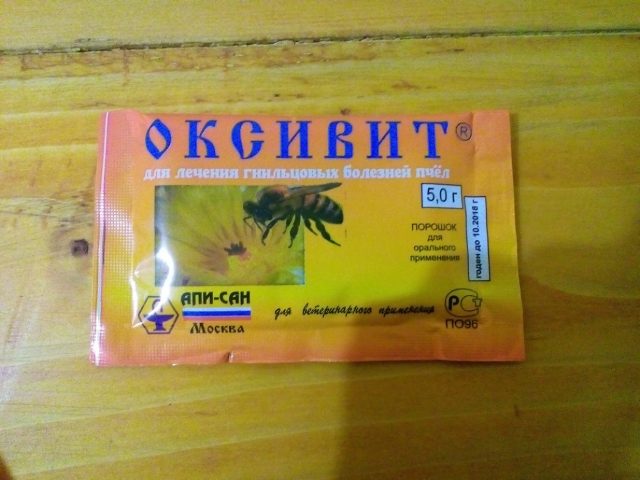 ОКСИВИТ®
для лечения гнильцовых болезней пчёл
5,0 г
ПОРОШОК
для
орального
применения
годен до 10.2018 г
АПИ-САН
Москва
для ветеринарного применения
ПО96